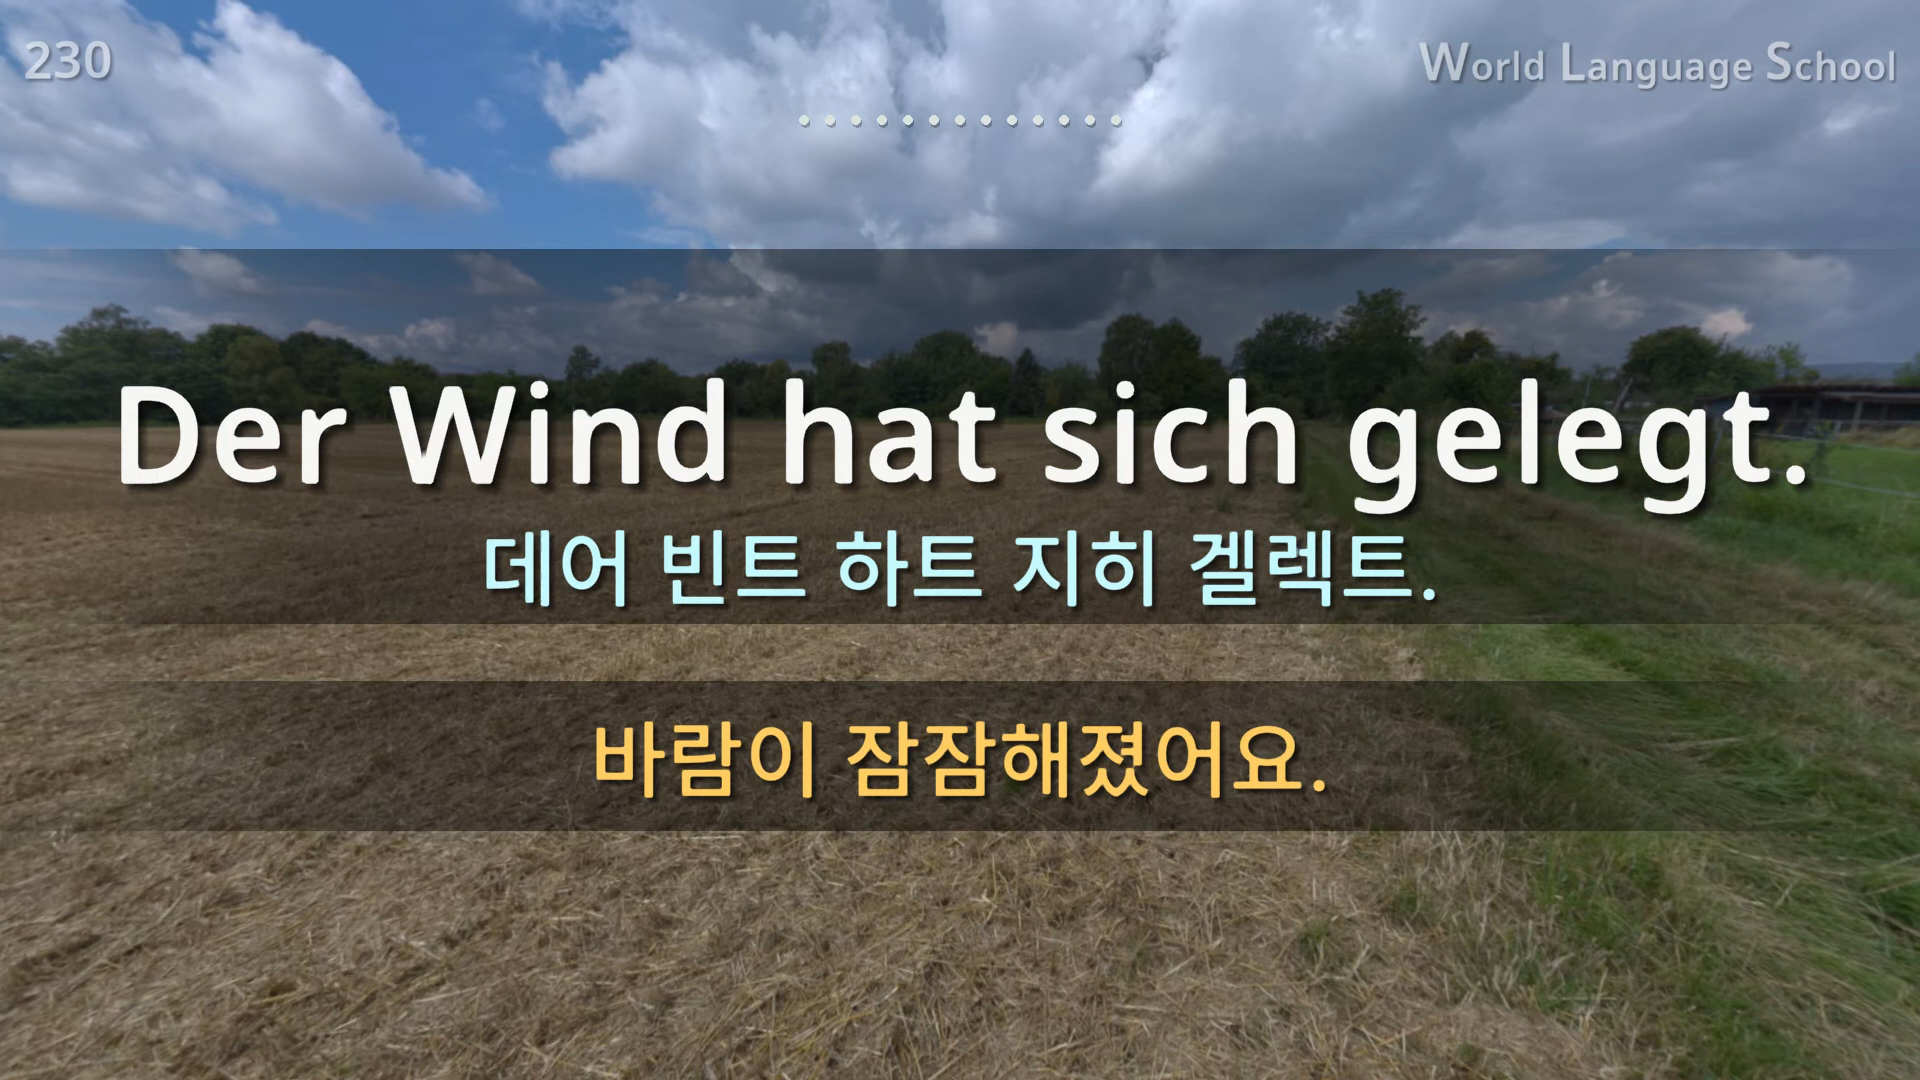 230
World Language School
Der Wind hat sich gelegt.
데어 빈트 하트 지히 겔렉트.
바람이 잠잠해졌어요.